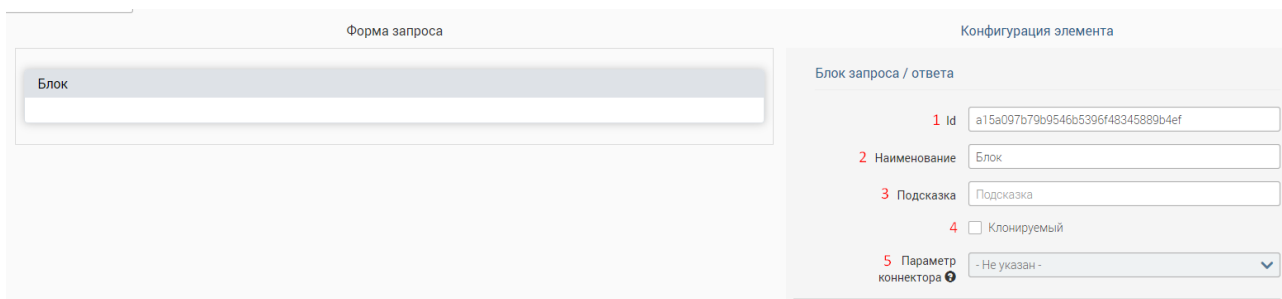 Форма запроса
Блок
Конфигурация элемента
Блок запроса / ответа
1 Id a15a097b79b9546b5396f48345889b4ef
2 Наименование Блок
3 Подсказка Подсказка
4 Клонируемый
5 Параметр
коннектора ? - Не указан -